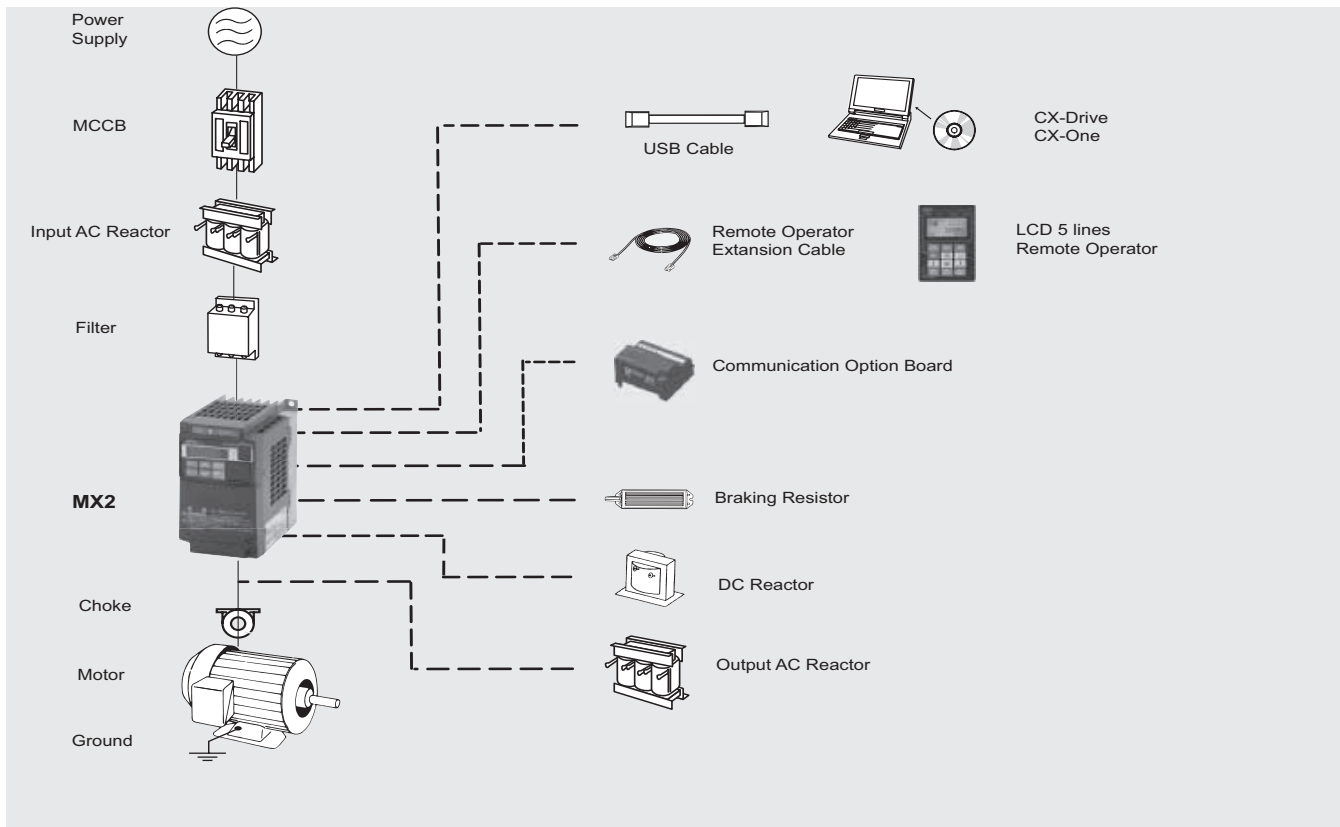 Power
Supply
MCCB
USB Cable
CX-Drive
CX-One
Input AC Reactor
Remote Operator
Extension Cable
LCD 5 lines
Remote Operator
Filter
Communication Option Board
MX2
Braking Resistor
DC Reactor
Choke
Motor
Output AC Reactor
Ground